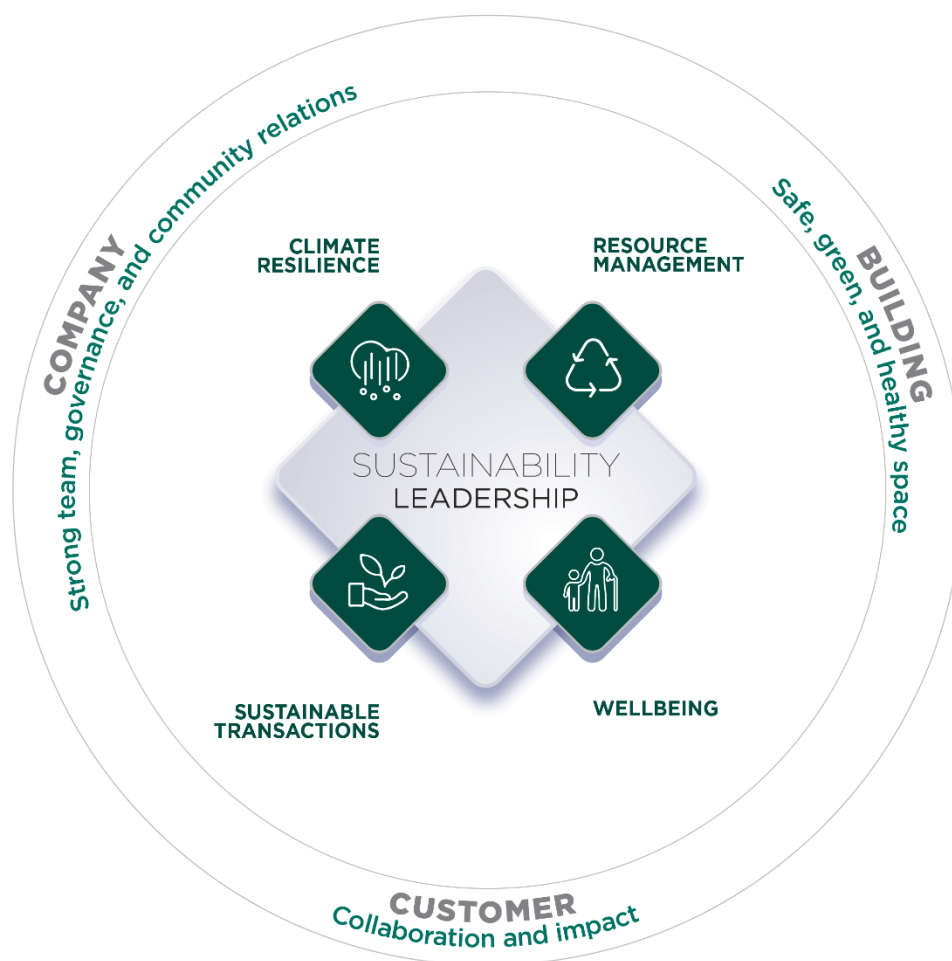 COMPANY
Strong team, governance, and community relations
BUILDING
Safe, green, and healthy space
CLIMATE
RESILIENCE
RESOURCE
MANAGEMENT
SUSTAINABILITY
LEADERSHIP
SUSTAINABLE
TRANSACTIONS
WELLBEING
CUSTOMER
Collaboration and impact